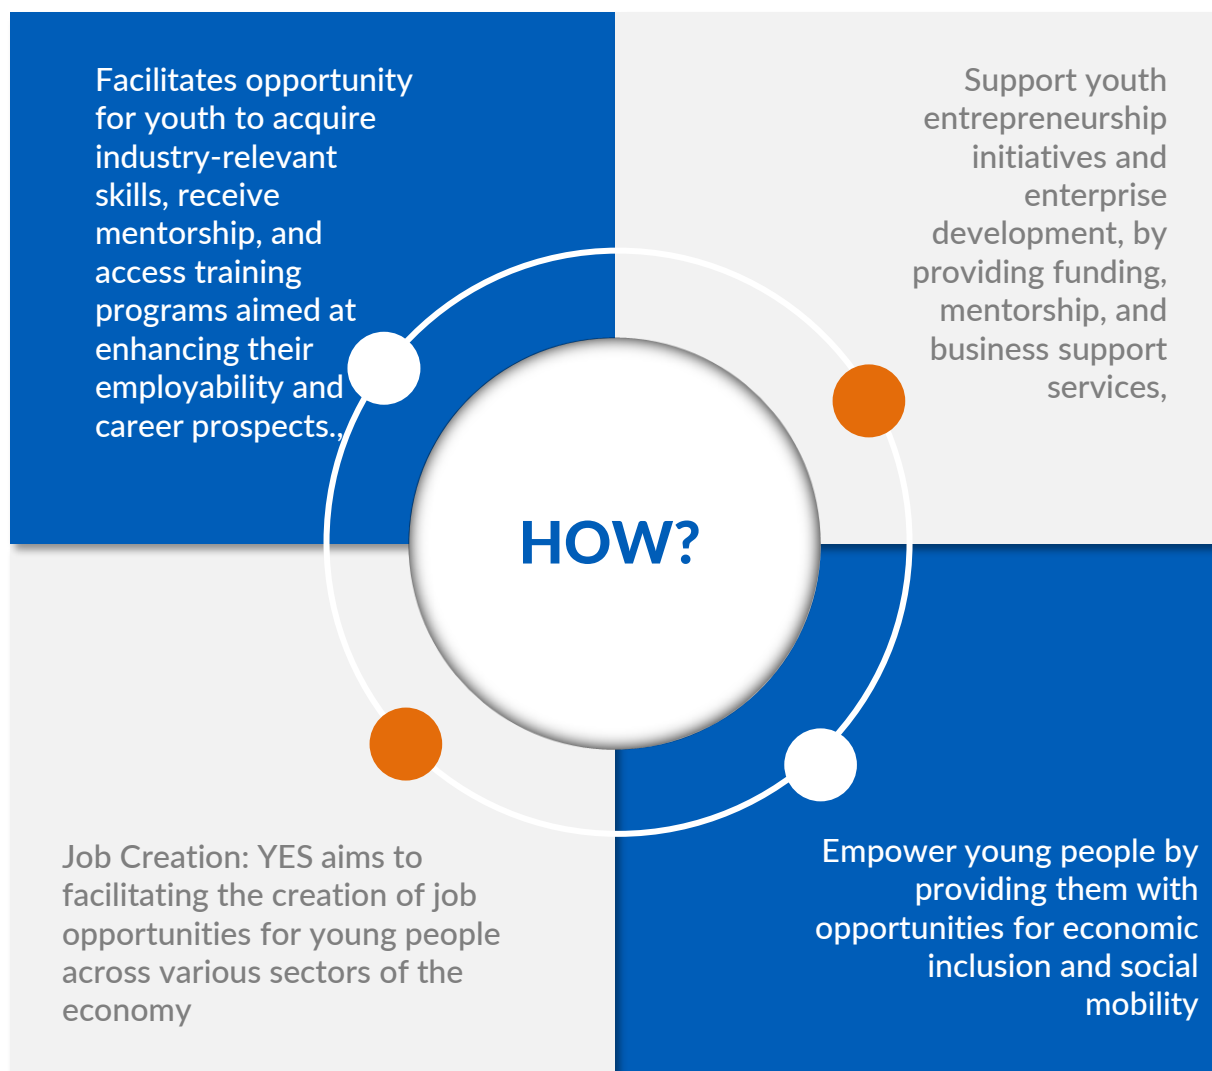 Facilitates opportunity
for youth to acquire
industry-relevant
skills, receive
mentorship, and
access training
programs aimed at
enhancing their
employability and
career prospects.,
Support youth
entrepreneurship
initiatives and
enterprise
development, by
providing funding,
mentorship, and
business support
services,
HOW?
Job Creation: YES aims to
facilitating the creation of job
opportunities for young people
across various sectors of the
economy
Empower young people by
providing them with
opportunities for economic
inclusion and social
mobility